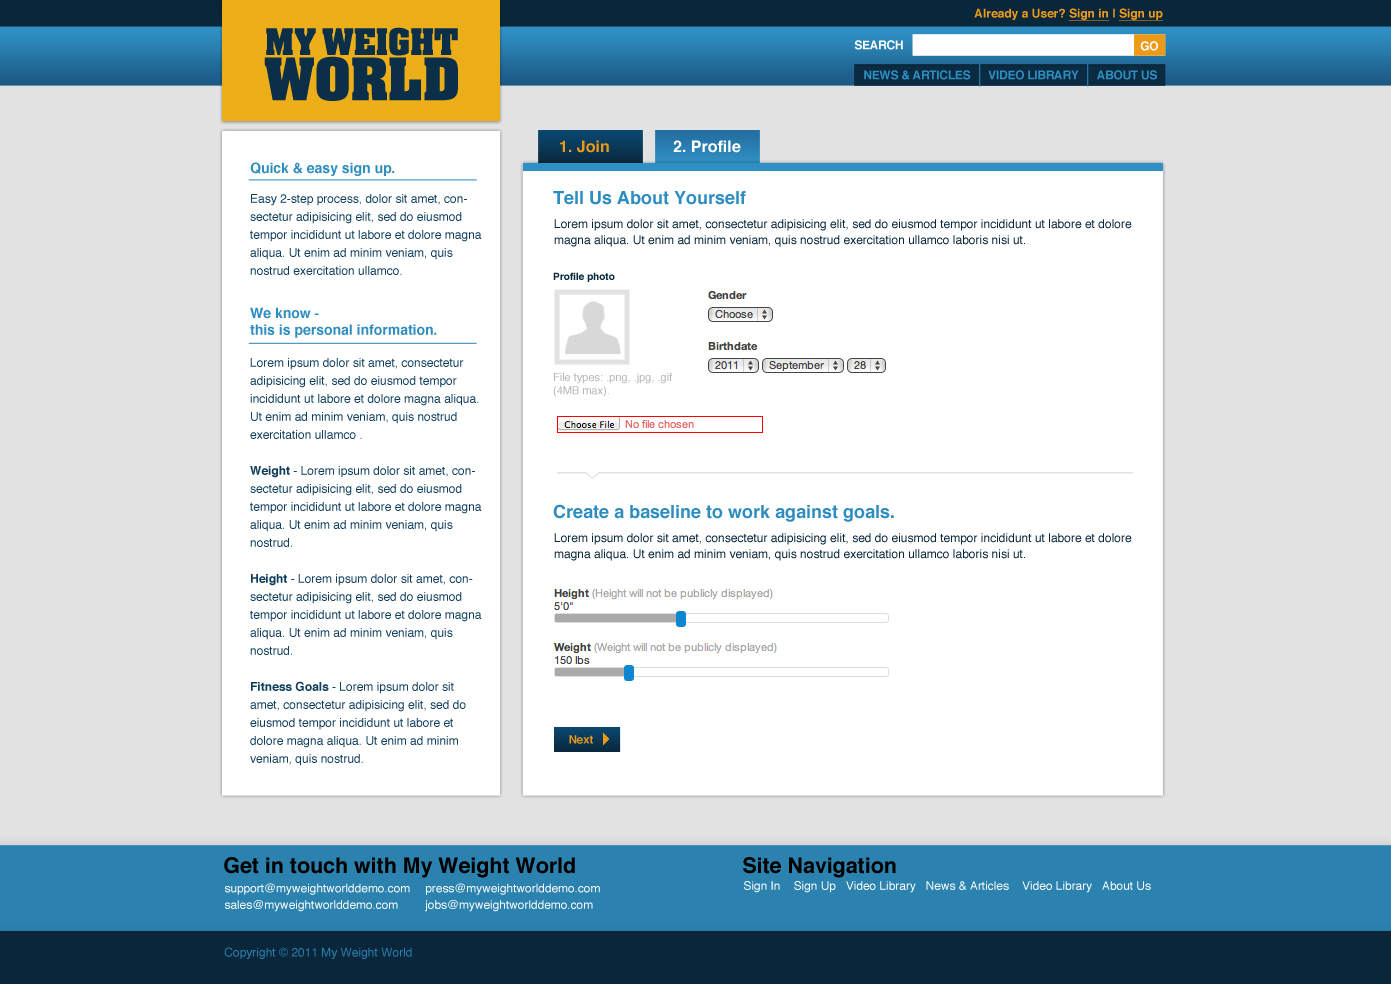 Already a User? Sign in | Sign up
MY WEIGHT
WORLD
SEARCH
GO
NEWS & ARTICLES
VIDEO LIBRARY
ABOUT US
Quick & easy sign up.
Easy 2-step process, dolor sit amet, con-
sectetur adipisicing elit, sed do eiusmod
tempor incididunt ut labore et dolore magna
aliqua. Ut enim ad minim veniam, quis
nostrud exercitation ullamco.
We know -
this is personal information.
Lorem ipsum dolor sit amet, consectetur
adipisicing elit, sed do eiusmod tempor
incididunt ut labore et dolore magna aliqua.
Ut enim ad minim veniam, quis nostrud
exercitation ullamco .
Weight - Lorem ipsum dolor sit amet, con-
sectetur adipisicing elit, sed do eiusmod
tempor incididunt ut labore et dolore magna
aliqua. Ut enim ad minim veniam, quis
nostrud.
Height - Lorem ipsum dolor sit amet, con-
sectetur adipisicing elit, sed do eiusmod
tempor incididunt ut labore et dolore magna
aliqua. Ut enim ad minim veniam, quis
nostrud.
Fitness Goals - Lorem ipsum dolor sit
amet, consectetur adipisicing elit, sed do
eiusmod tempor incididunt ut labore et
dolore magna aliqua. Ut enim ad minim
veniam, quis nostrud.
1. Join
2. Profile
Tell Us About Yourself
Lorem ipsum dolor sit amet, consectetur adipisicing elit, sed do eiusmod tempor incididunt ut labore et dolore
magna aliqua. Ut enim ad minim veniam, quis nostrud exercitation ullamco laboris nisi ut.
Profile photo
File types: .png, .jpg, .gif
(4MB max).
Choose File No file chosen
Gender
Choose
Birthdate
2011 September 28
Create a baseline to work against goals.
Lorem ipsum dolor sit amet, consectetur adipisicing elit, sed do eiusmod tempor incididunt ut labore et dolore
magna aliqua. Ut enim ad minim veniam, quis nostrud exercitation ullamco laboris nisi ut.
Height (Height will not be publicly displayed)
5'0"
Weight (Weight will not be publicly displayed)
150 lbs
Next
Get in touch with My Weight World
support@myweightworlddemo.com press@myweightworlddemo.com
sales@myweightworlddemo.com jobs@myweightworlddemo.com
Site Navigation
Sign In Sign Up Video Library News & Articles Video Library About Us
Copyright © 2011 My Weight World